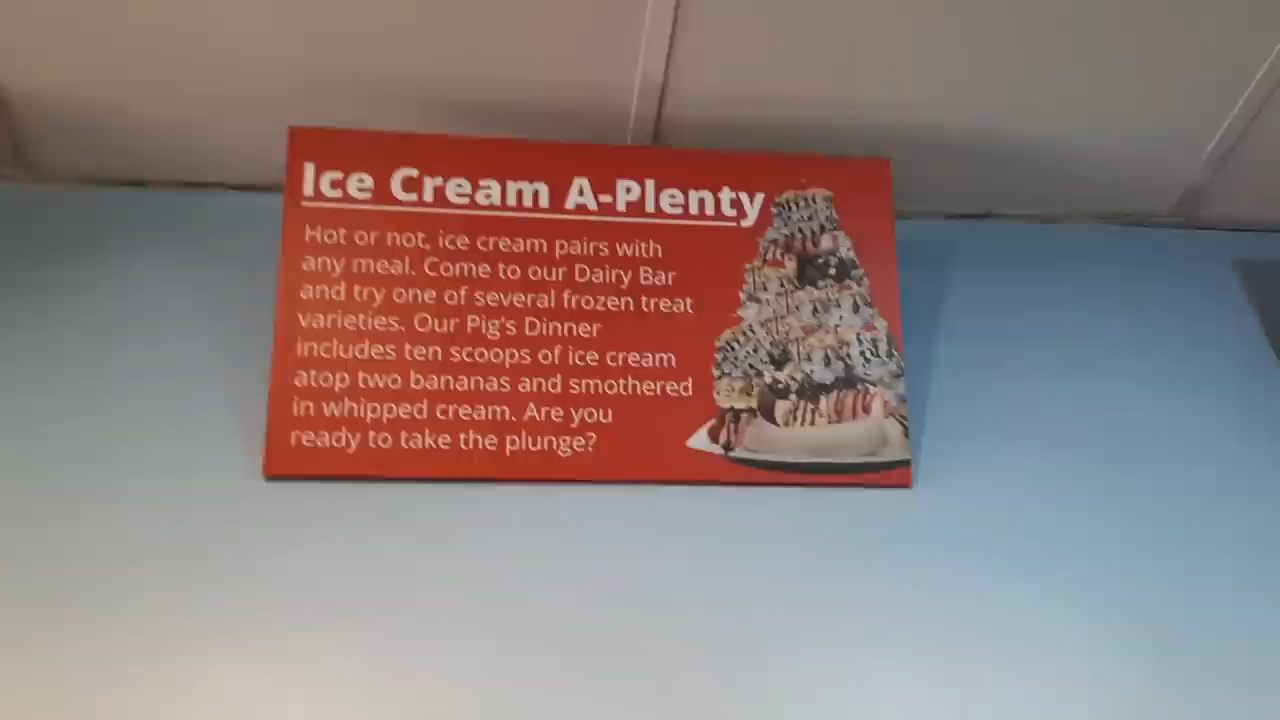 Ice Cream A-Plenty
Hot or not, ice cream pairs with
any meal. Come to our Dairy Bar
and try one of several frozen treat
varieties. Our Pig's Dinner
includes ten scoops of ice cream
atop two bananas and smothered
in whipped cream. Are you
ready to take the plunge?